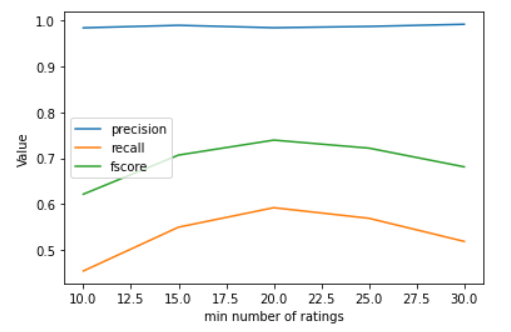 1.0
0.9
0.8
0.7
0.6
0.5
Value
precision
recall
fscore
10.0 12.5 15.0 17.5 20.0 22.5 25.0 27.5 30.0
min number of ratings